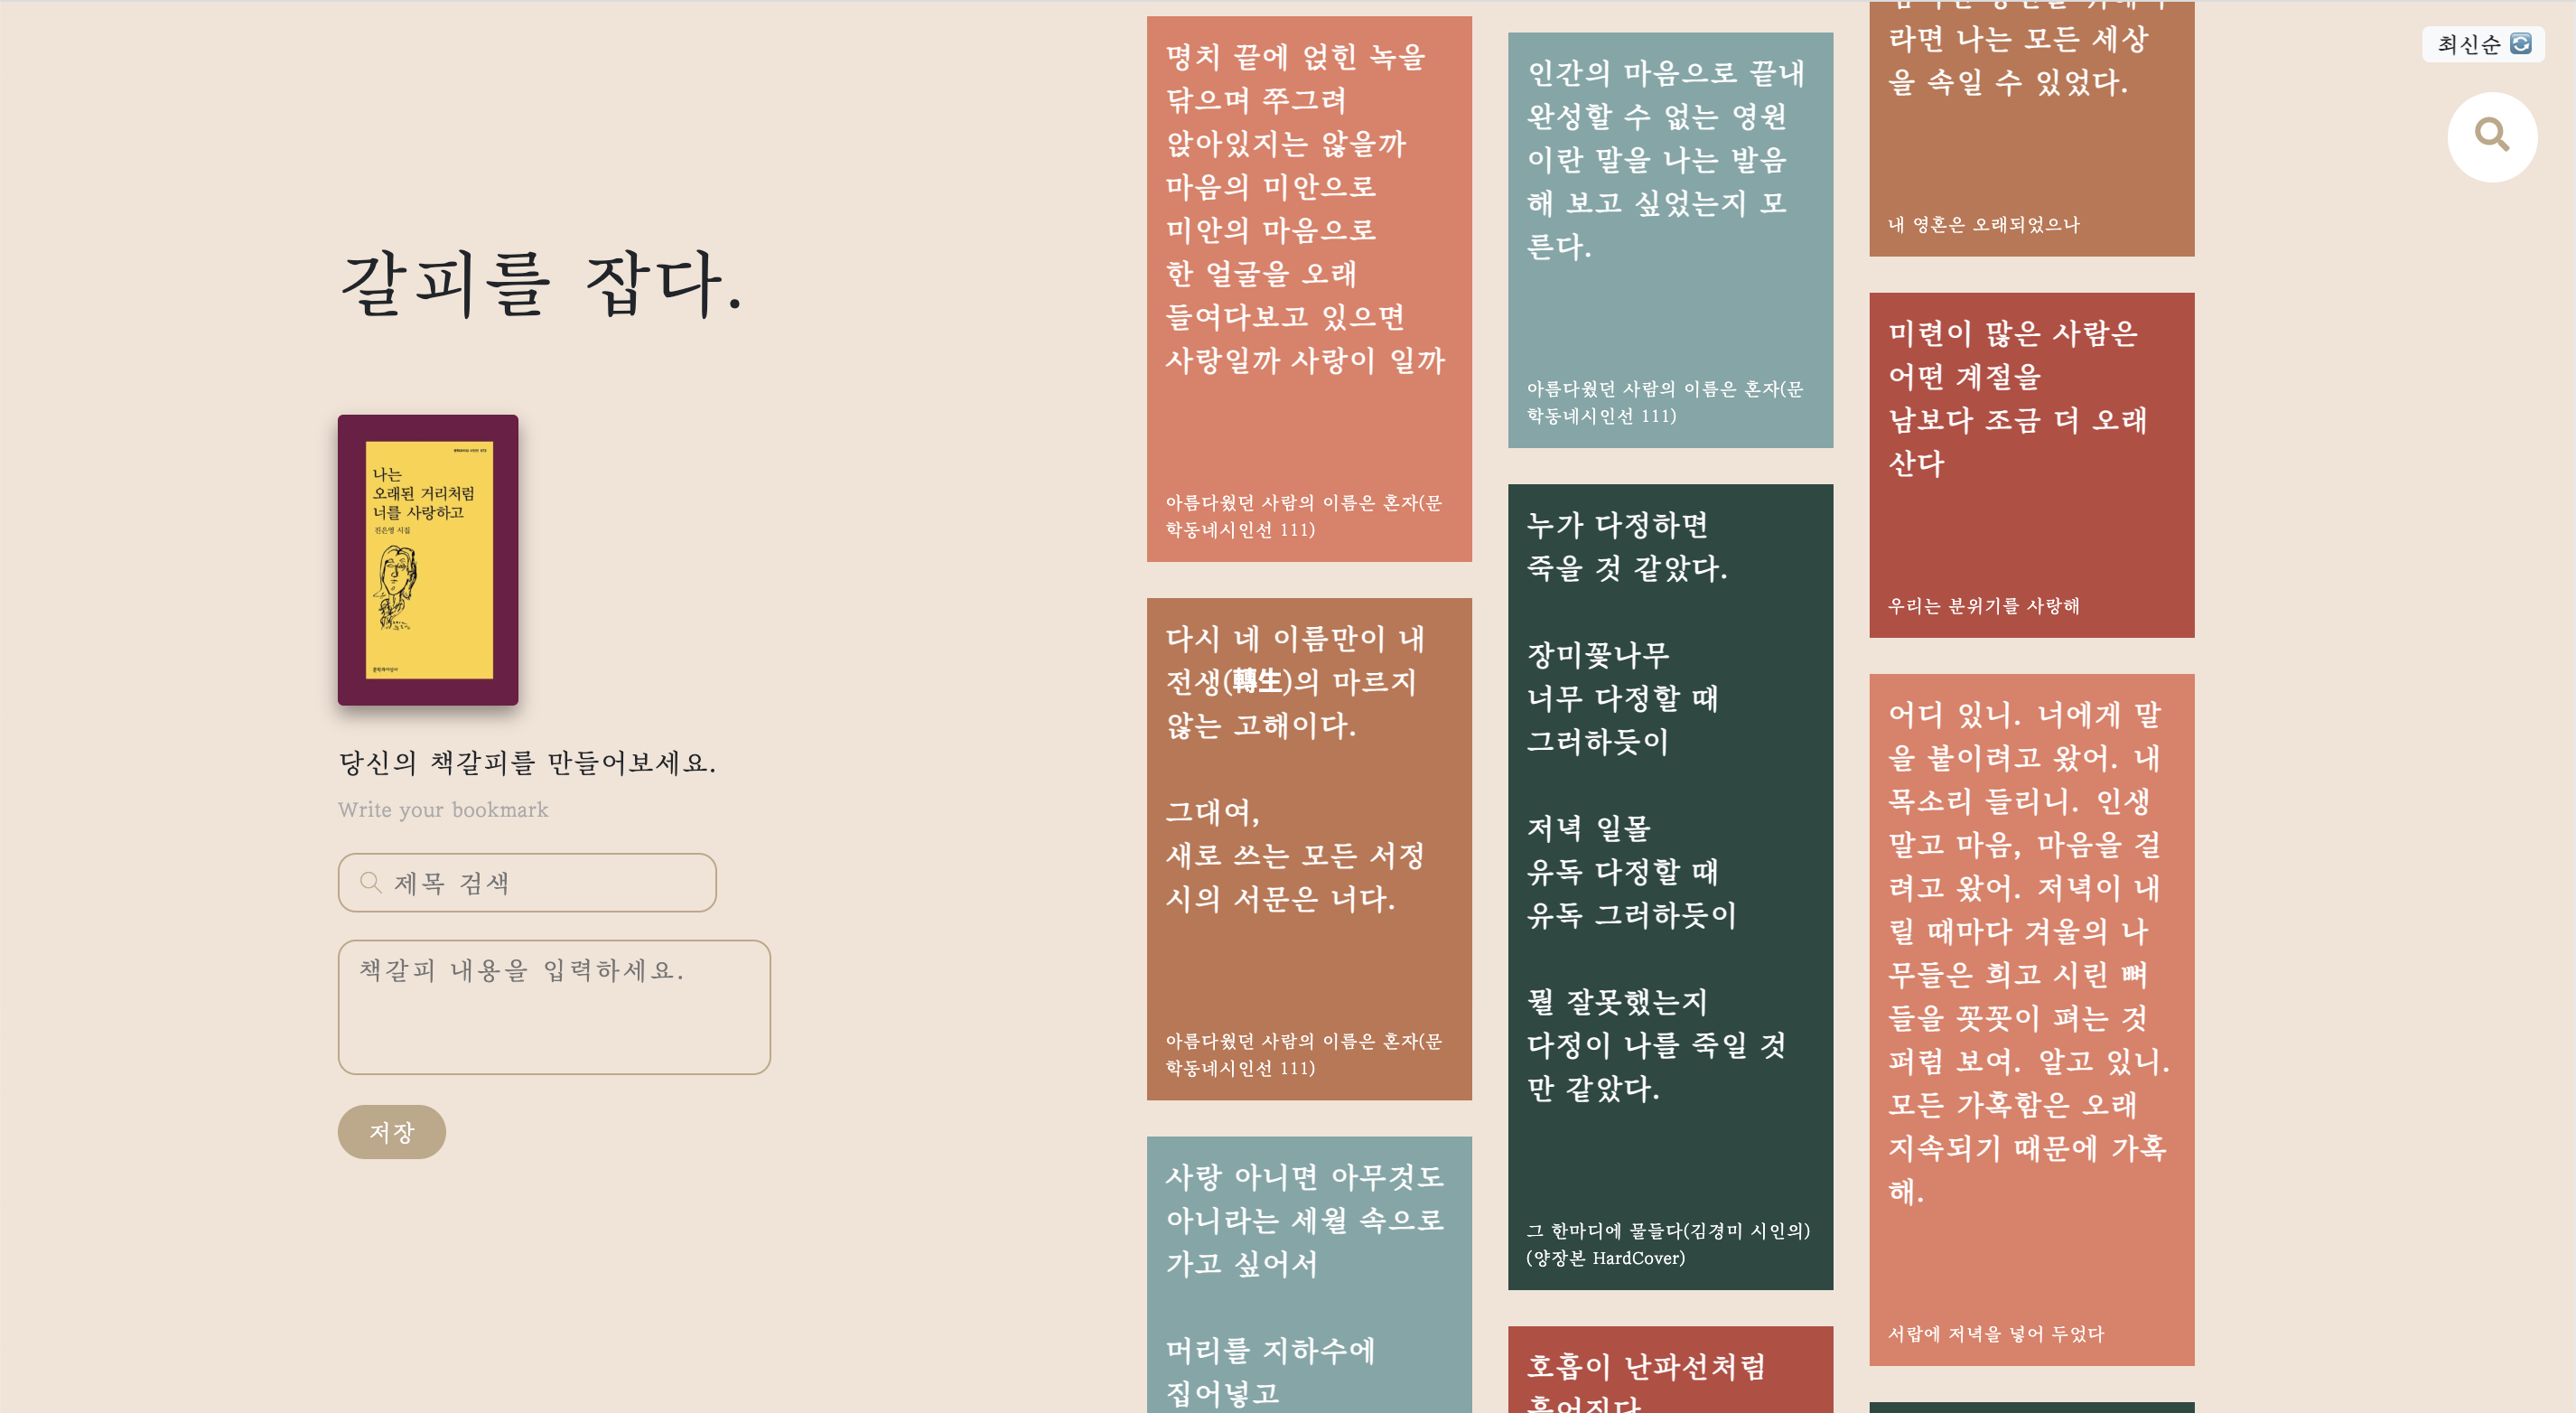 갈피를 잡다.
나는
오래된 거리처럼
너를 사랑하고
진은영 시집
당신의 책갈피를 만들어보세요.
Write your bookmark
제목 검색
책갈피 내용을 입력하세요.
저장
명치 끝에 얹힌 녹을
닦으며 쭈그려
앉아있지는 않을까
마음의 미안으로
미안의 마음으로
한 얼굴을 오래
들여다보고 있으면
사랑일까 사랑이 일까
아름다웠던 사람의 이름은 혼자(문
학동네시인선 111)
다시 네 이름만이 내
전생(轉生)의 마르지
않는 고해이다.
그대여,
새로 쓰는 모든 서정
시의 서문은 너다.
아름다웠던 사람의 이름은 혼자(문
학동네시인선 111)
사랑 아니면 아무것도
아니라는 세월 속으로
가고 싶어서
머리를 지하수에
집어넣고
인간의 마음으로 끝내
완성할 수 없는 영원
이란 말을 나는 발음
해 보고 싶었는지 모
른다.
아름다웠던 사람의 이름은 혼자(문
학동네시인선 111)
누가 다정하면
죽을 것 같았다.
장미꽃나무
너무 다정할 때
그러하듯이
저녁 일몰
유독 다정할 때
유독 그러하듯이
뭘 잘못했는지
다정이 나를 죽일 것
만 같았다.
그 한마디에 물들다(김경미 시인의)
(양장본 HardCover)
호흡이 난파선처럼
흩어진다
라면 나는 모든 세상
을 속일 수 있었다.
내 영혼은 오래되었으나
미련이 많은 사람은
어떤 계절을
남보다 조금 더 오래
산다
우리는 분위기를 사랑해
어디 있니. 너에게 말
을 붙이려고 왔어. 내
목소리 들리니. 인생
말고 마음, 마음을 걸
려고 왔어. 저녁이 내
릴 때마다 겨울의 나
무들은 희고 시린 뼈
들을 꼿꼿이 펴는 것
퍼럼 보여. 알고 있니.
모든 가혹함은 오래
지속되기 때문에 가혹
해.
서랍에 저녁을 넣어 두었다
최신순